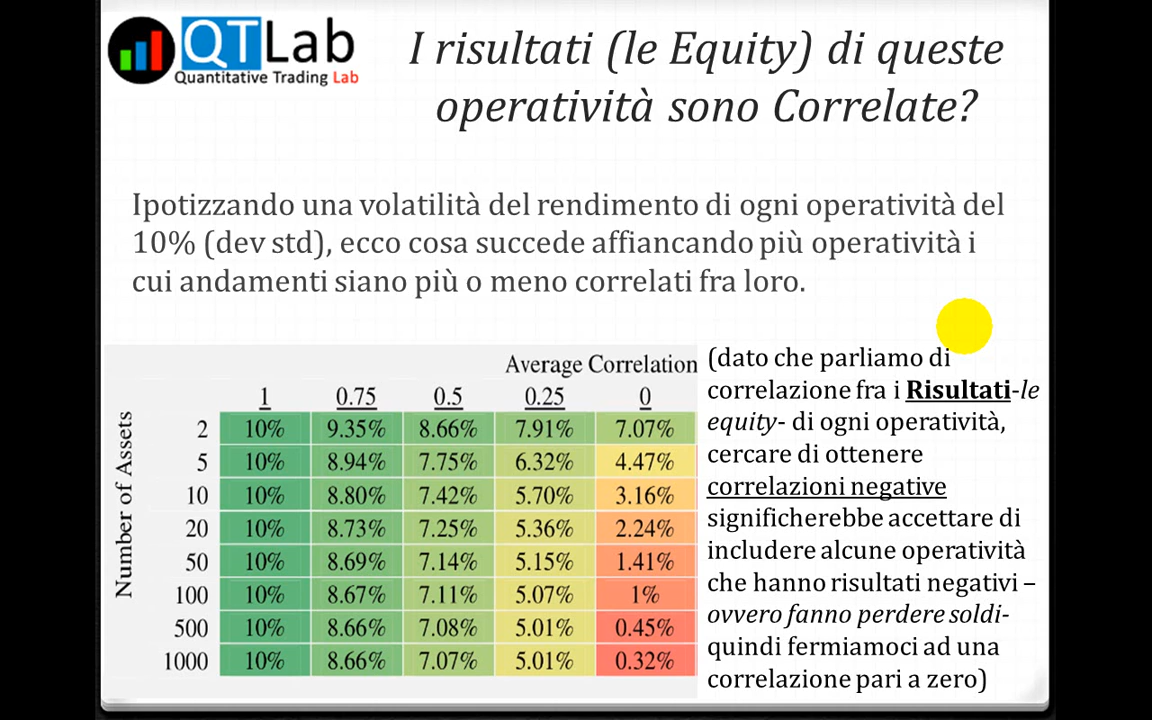 QTLab
Quantitative Trading Lab
I risultati (le Equity) di queste
operatività sono Correlate?
Ipotizzando una volatilità del rendimento di ogni operatività del
10% (dev std), ecco cosa succede affiancando più operatività i
cui andamenti siano più o meno correlati fra loro.
Average Correlation
1 0.75 0.5 0.25 0
Number of Assets
2 10% 9.35% 8.66% 7.91% 7.07%
5 10% 8.94% 7.75% 6.32% 4.47%
10 10% 8.80% 7.42% 5.70% 3.16%
20 10% 8.73% 7.25% 5.36% 2.24%
50 10% 8.69% 7.14% 5.15% 1.41%
100 10% 8.67% 7.11% 5.07% 1%
500 10% 8.66% 7.08% 5.01% 0.45%
1000 10% 8.66% 7.07% 5.01% 0.32%
(dato che parliamo di
correlazione fra i Risultati-le
equity- di ogni operatività,
cercare di ottenere
correlazioni negative
significherebbe accettare di
includere alcune operatività
che hanno risultati negativi –
ovvero fanno perdere soldi-
quindi fermiamoci ad una
correlazione pari a zero)